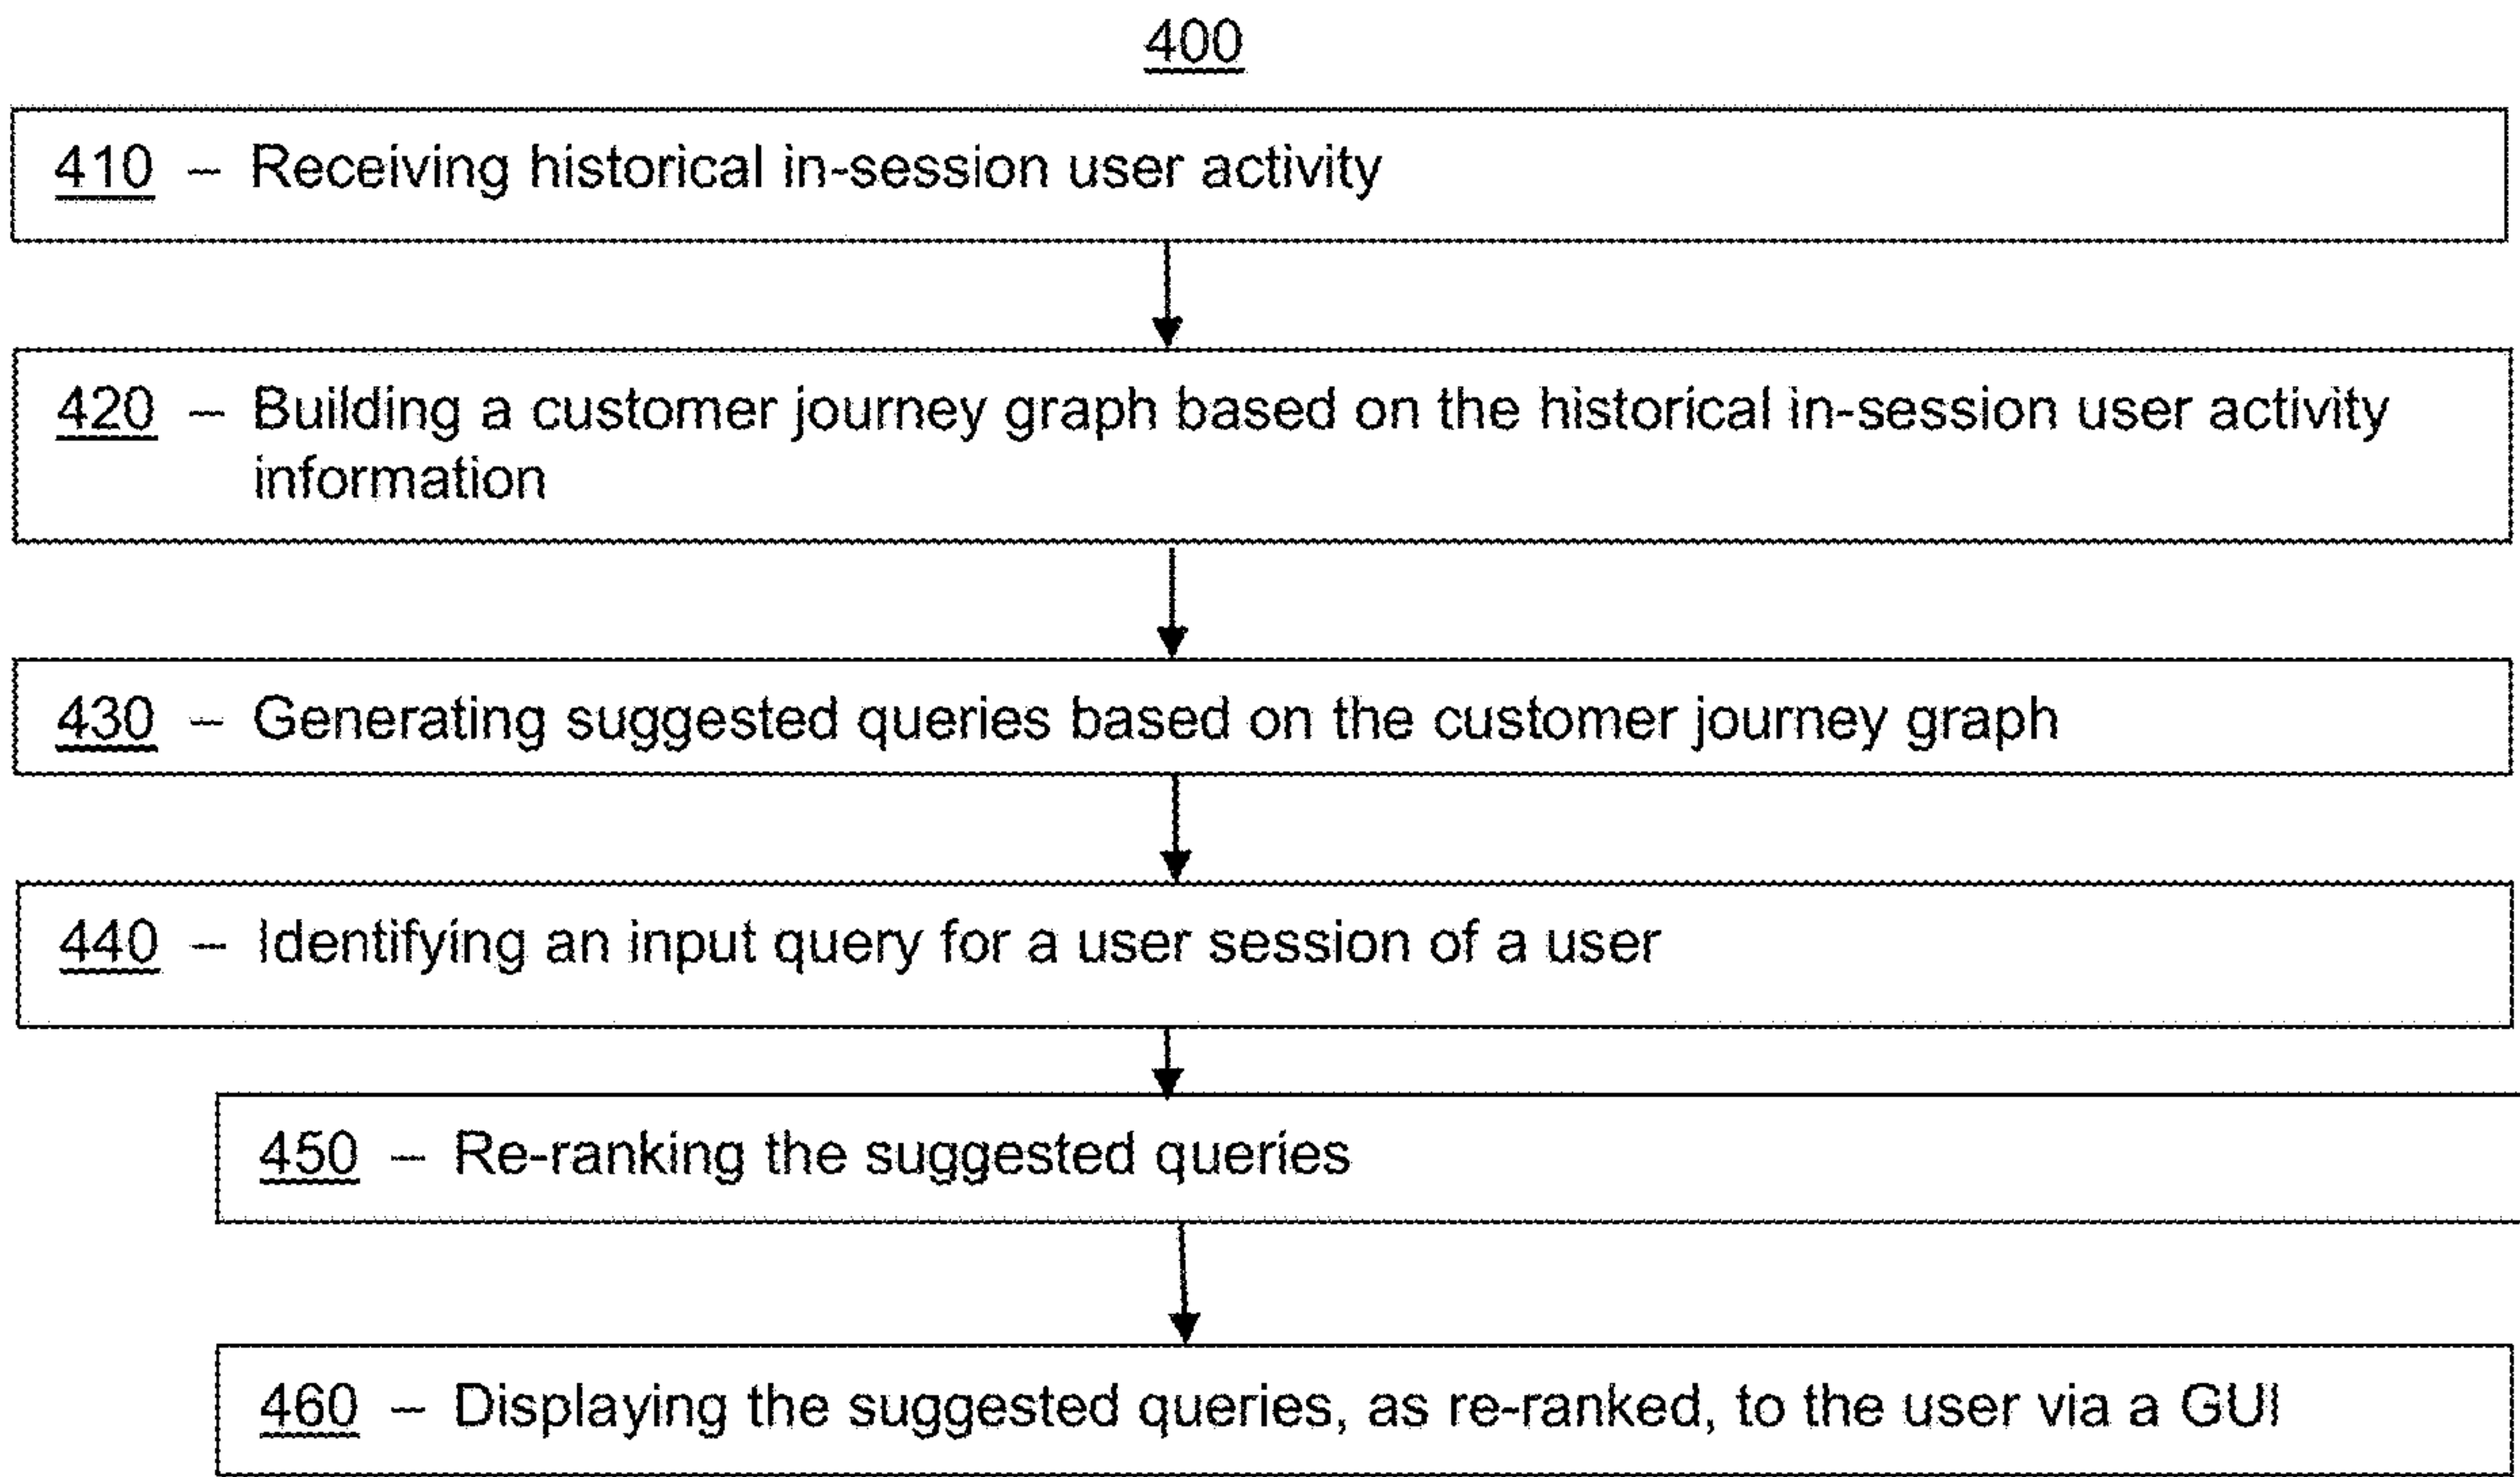 400
410 – Receiving historical in-session user activity
420 – Building a customer journey graph based on the historical in-session user activity
information
430 – Generating suggested queries based on the customer journey graph
440 – Identifying an input query for a user session of a user
450 – Re-ranking the suggested queries
460 – Displaying the suggested queries, as re-ranked, to the user via a GUI